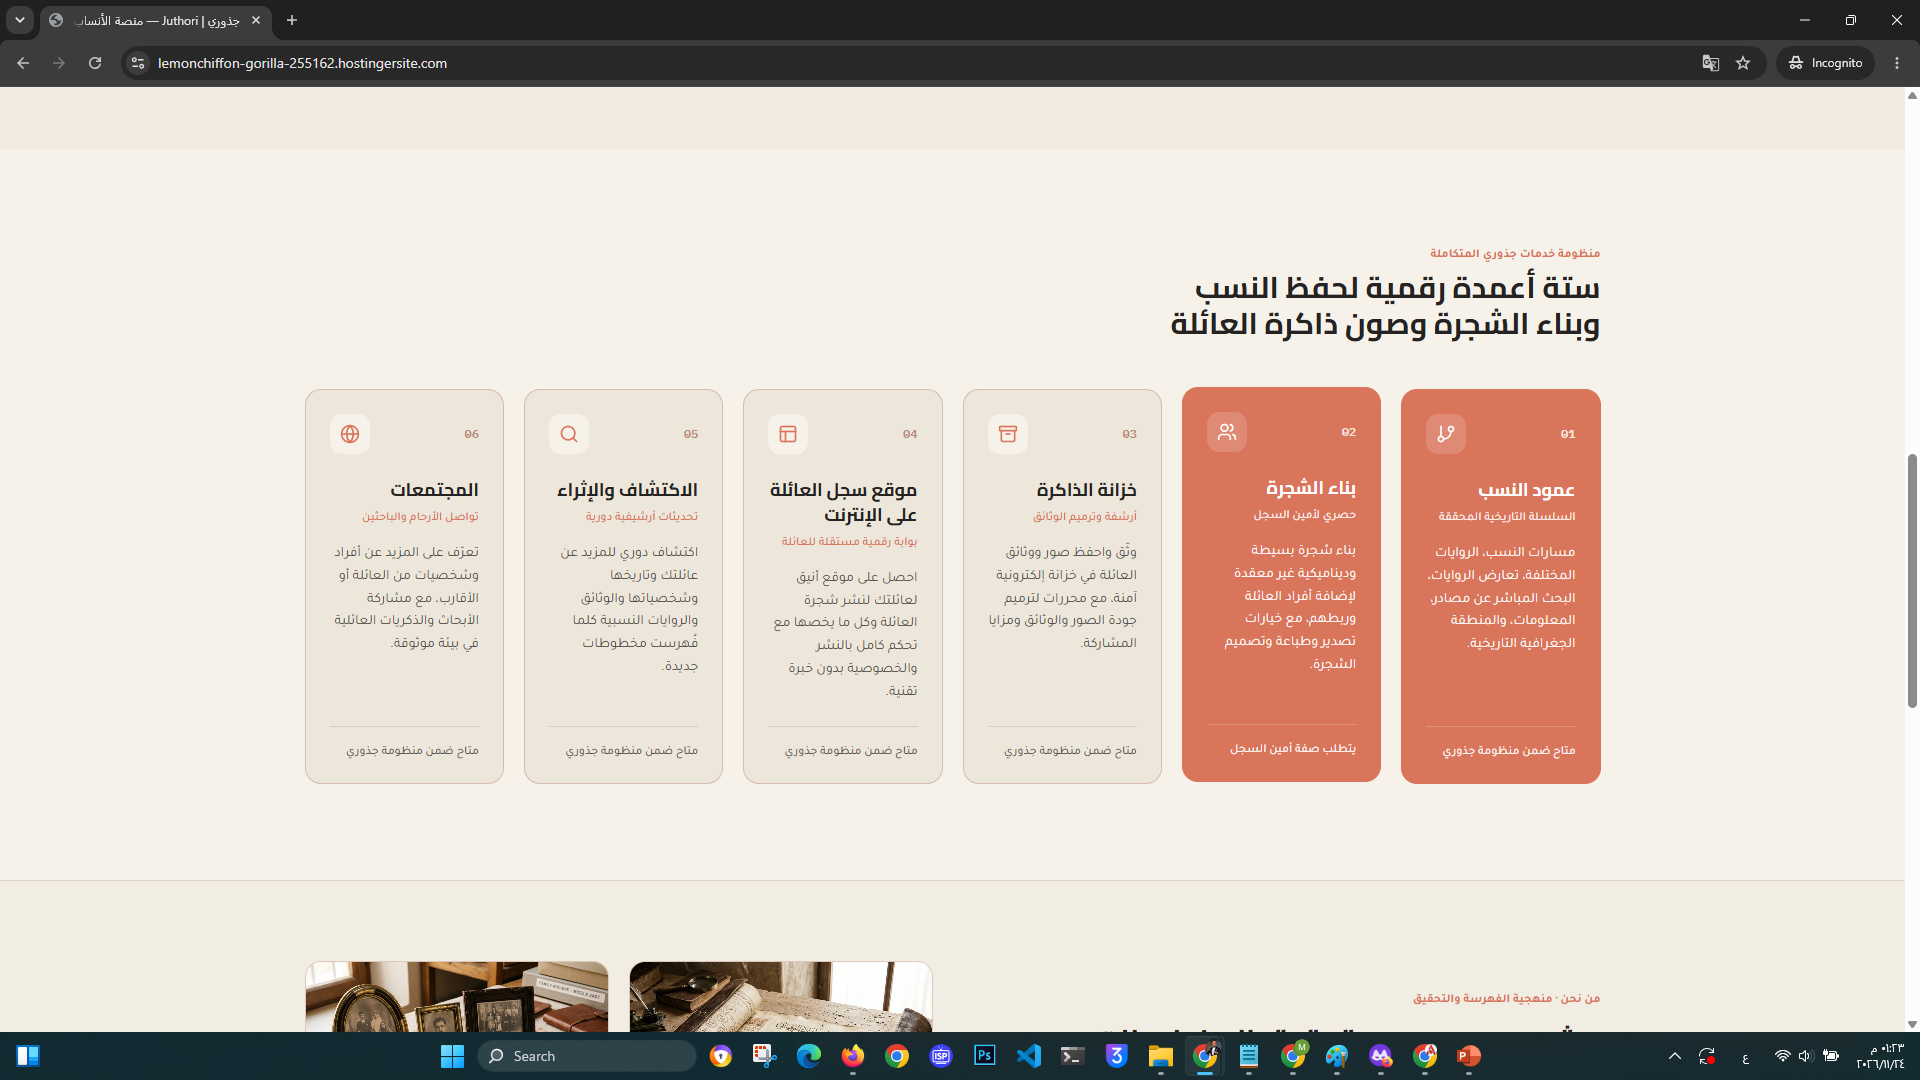 جذوري | Juthori — منصة الأنساب
lemonchiffon-gorilla-255162.hostingersite.com
Incognito
منظومة خدمات جذوري المتكاملة
ستة أعمدة رقمية لحفظ النسب
وبناء الشجرة وصون ذاكرة العائلة
01
عمود النسب
السلسلة التاريخية المحققة
مسارات النسب، الروايات
المختلفة، تعارض الروايات،
البحث المباشر عن مصادر،
المعلومات، والمنطقة
الجغرافية التاريخية.
متاح ضمن منظومة جذوري
02
بناء الشجرة
حصري لأمين السجل
بناء شجرة بسيطة
وديناميكية غير معقدة
لإضافة أفراد العائلة
وربطهم، مع خيارات
تصدير وطباعة وتصميم
الشجرة.
يتطلب صفة أمين السجل
03
خزانة الذاكرة
أرشفة وترميم الوثائق
وثّق واحفظ صور ووثائق
العائلة في خزانة إلكترونية
آمنة، مع محررات لترميم
جودة الصور والوثائق ومزايا
المشاركة.
متاح ضمن منظومة جذوري
04
موقع سجل العائلة
على الإنترنت
بوابة رقمية مستقلة للعائلة
احصل على موقع أنيق
لعائلتك لنشر شجرة
العائلة وكل ما يخصها مع
تحكم كامل بالنشر
والخصوصية بدون خبرة
تقنية.
متاح ضمن منظومة جذوري
05
الاكتشاف والإثراء
تحديثات أرشيفية دورية
اكتشاف دوري للمزيد عن
عائلتك وتاريخها
وشخصياتها والوثائق
والروايات النسبية كلما
فُهرست مخطوطات
جديدة.
متاح ضمن منظومة جذوري
06
المجتمعات
تواصل الأرحام والباحثين
تعرّف على المزيد عن أفراد
وشخصيات من العائلة أو
الأقارب، مع مشاركة
الأبحاث والذكريات العائلية
في بيئة موثوقة.
متاح ضمن منظومة جذوري
من نحن · منهجية الفهرسة والتحقيق
Search
ع
٠١:٢٣ م
٢٠٢٦/١١/٢٤